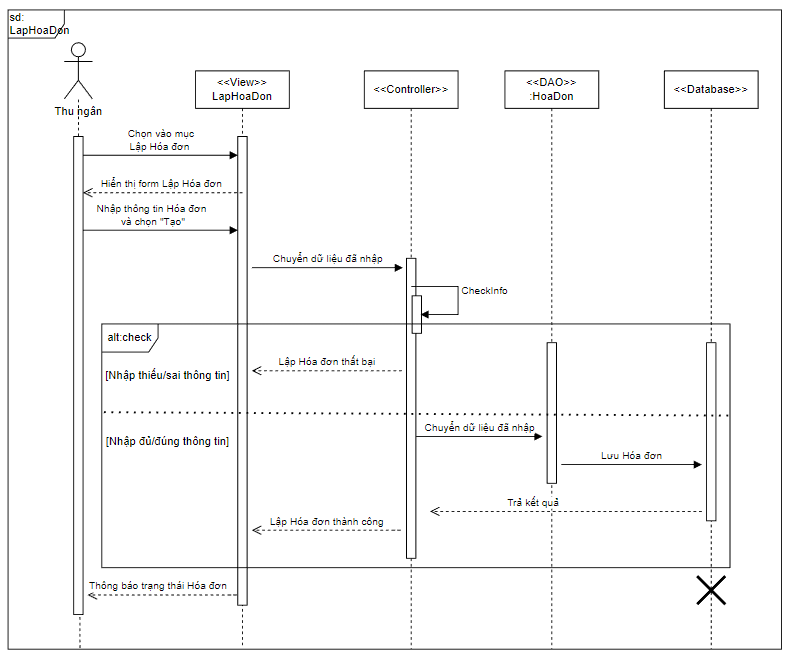 sd:
LapHoaDon
Thu ngân
<<View>>
LapHoaDon
<<Controller>>
<<DAO>>
:HoaDon
<<Database>>
Chọn vào mục
Lập Hóa đơn
Hiển thị form Lập Hóa đơn
Nhập thông tin Hóa đơn
và chọn "Tạo"
Chuyển dữ liệu đã nhập
CheckInfo
alt:check
Lập Hóa đơn thất bại
[Nhập thiếu/sai thông tin]
Chuyển dữ liệu đã nhập
[Nhập đủ/đúng thông tin]
Lưu Hóa đơn
Trả kết quả
Lập Hóa đơn thành công
Thông báo trạng thái Hóa đơn